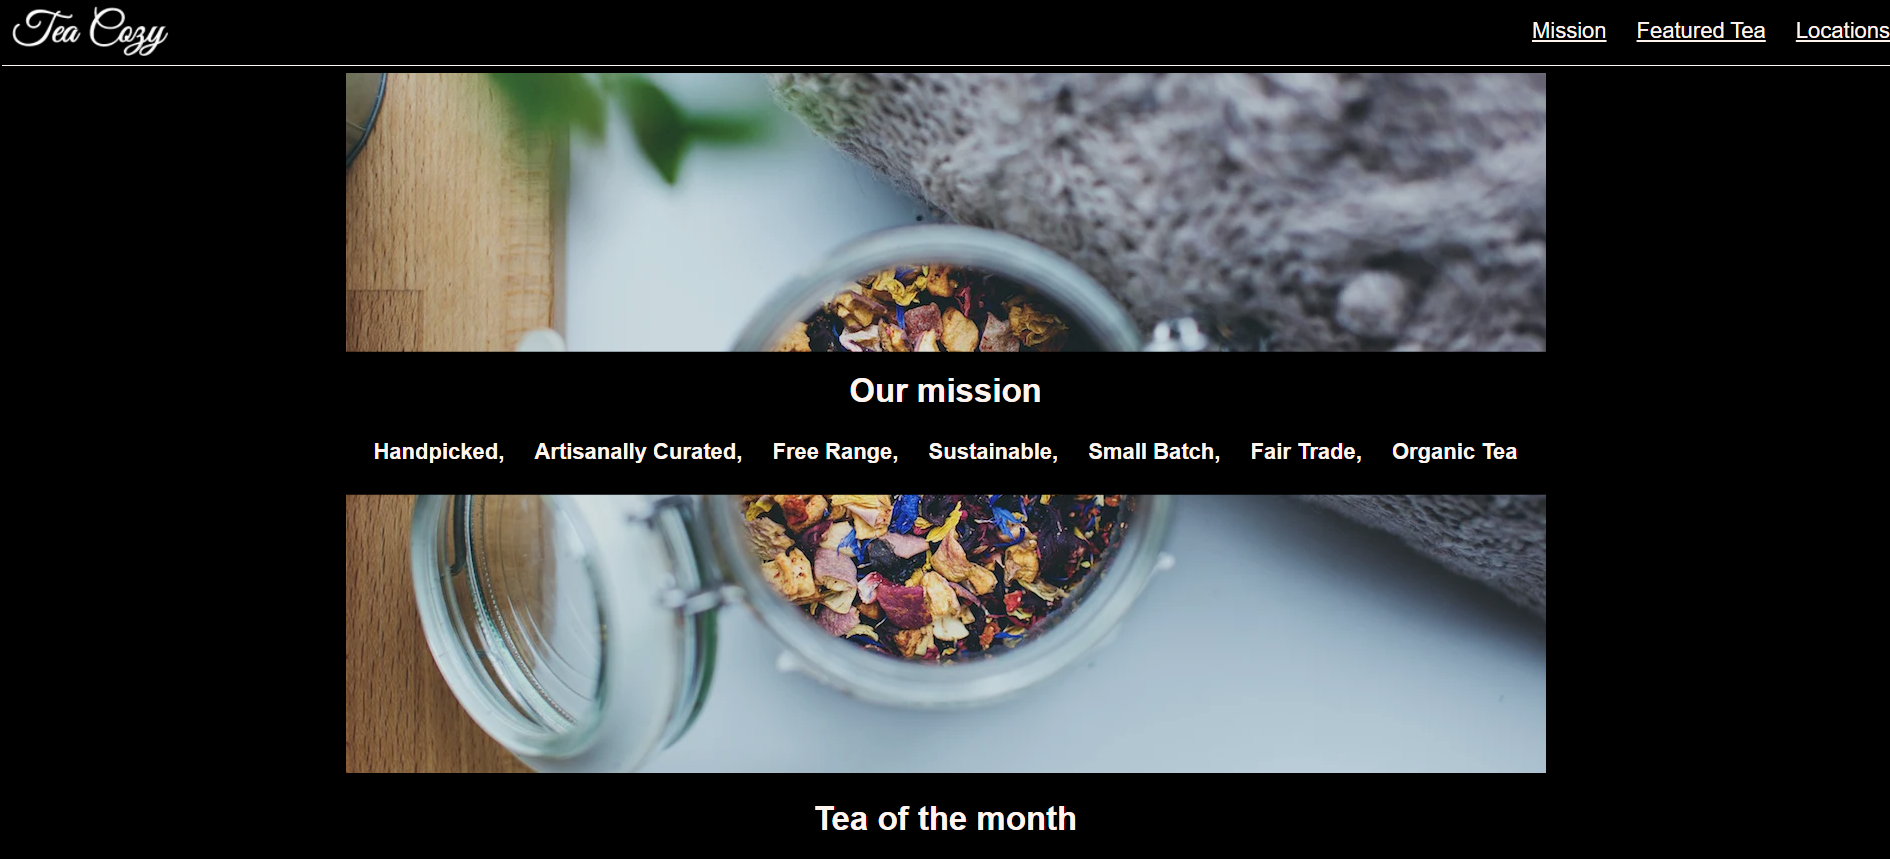 Tea Cozy
Mission Featured Tea Locations
Our mission
Handpicked, Artisanally Curated, Free Range, Sustainable, Small Batch, Fair Trade, Organic Tea
Tea of the month